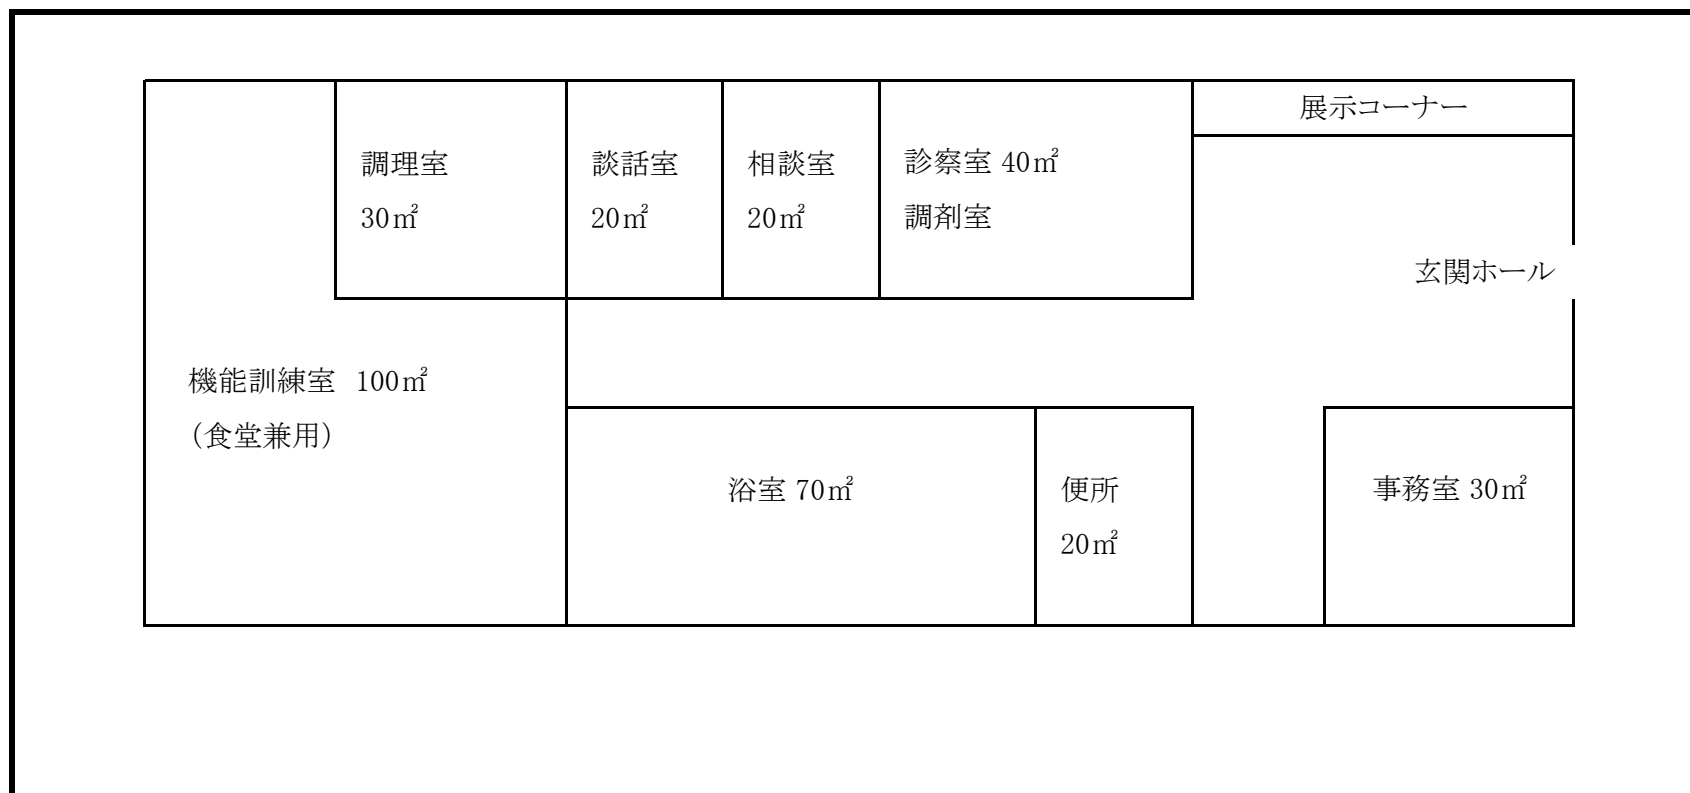 展示コーナー
調理室
30㎡
談話室
20㎡
相談室
20㎡
診察室 40㎡
調剤室
玄関ホール
機能訓練室 100㎡
（食堂兼用）
浴室 70㎡
便所
20㎡
事務室 30㎡